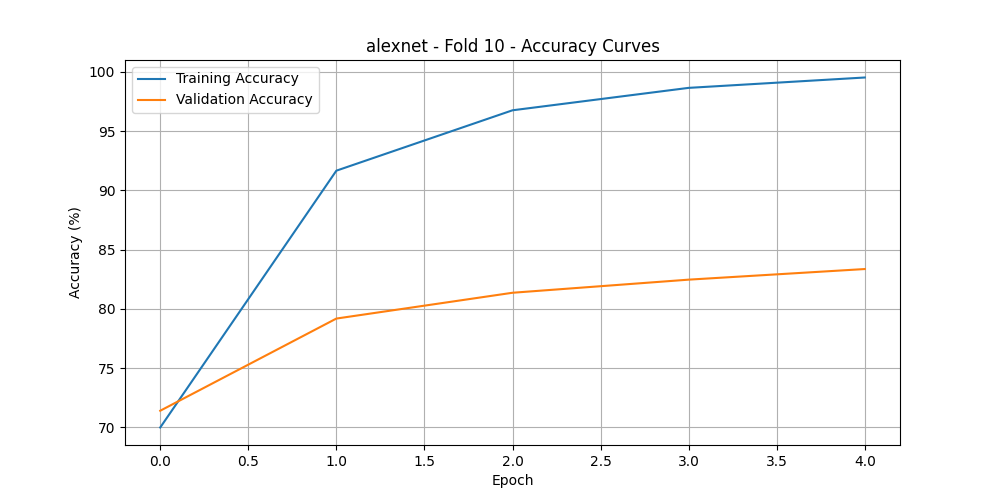 alexnet - Fold 10 - Accuracy Curves
Training Accuracy
Validation Accuracy
Accuracy (%)
100
95
90
85
80
75
70
0.0 0.5 1.0 1.5 2.0 2.5 3.0 3.5 4.0
Epoch